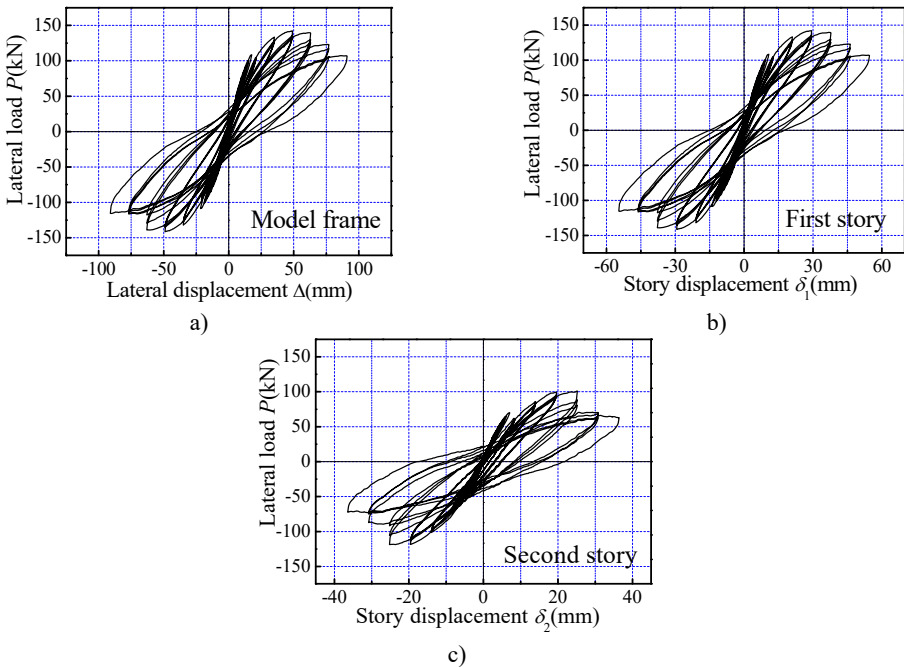 150
100
50
0
-50
-100
-150
Lateral load P(kN)
Model frame
-100 -50 0 50 100
Lateral displacement Δ(mm)
a)
150
100
50
0
-50
-100
-150
Lateral load P(kN)
First story
-60 -30 0 30 60
Story displacement δ1(mm)
b)
150
100
50
0
-50
-100
-150
Lateral load P(kN)
Second story
-40 -20 0 20 40
Story displacement δ2(mm)
c)